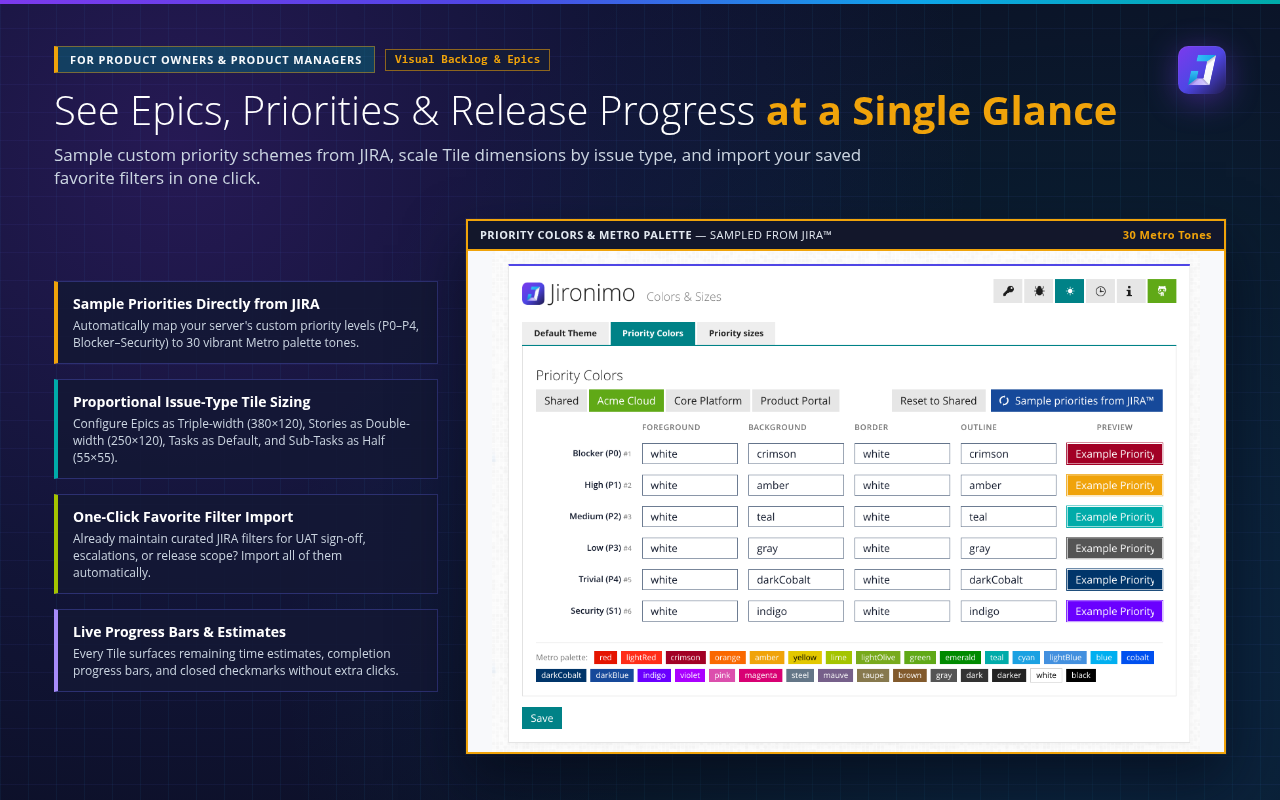 FOR PRODUCT OWNERS & PRODUCT MANAGERS
Visual Backlog & Epics
See Epics, Priorities & Release Progress at a Single Glance
Sample custom priority schemes from JIRA, scale Tile dimensions by issue type, and import your saved
favorite filters in one click.
Sample Priorities Directly from JIRA
Automatically map your server's custom priority levels (P0–P4,
Blocker–Security) to 30 vibrant Metro palette tones.
Proportional Issue-Type Tile Sizing
Configure Epics as Triple-width (380×120), Stories as Double-
width (250×120), Tasks as Default, and Sub-Tasks as Half
(55×55).
One-Click Favorite Filter Import
Already maintain curated JIRA filters for UAT sign-off,
escalations, or release scope? Import all of them
automatically.
Live Progress Bars & Estimates
Every Tile surfaces remaining time estimates, completion
progress bars, and closed checkmarks without extra clicks.
PRIORITY COLORS & METRO PALETTE — SAMPLED FROM JIRA™ 30 Metro Tones
Jironimo Colors & Sizes
Default Theme Priority Colors Priority sizes
Priority Colors
Shared Acme Cloud Core Platform Product Portal Reset to Shared Sample priorities from JIRA™
FOREGROUND BACKGROUND BORDER OUTLINE PREVIEW
Blocker (P0) #1 white crimson white crimson Example Priority
High (P1) #2 white amber white amber Example Priority
Medium (P2) #3 white teal white teal Example Priority
Low (P3) #4 white gray white gray Example Priority
Trivial (P4) #5 white darkCobalt white darkCobalt Example Priority
Security (S1) #6 white indigo white indigo Example Priority
Metro palette: red lightRed crimson orange amber yellow lime lightOlive green emerald teal cyan lightBlue blue cobalt
darkCobalt darkBlue indigo violet pink magenta steel mauve taupe brown gray dark darker white black
Save